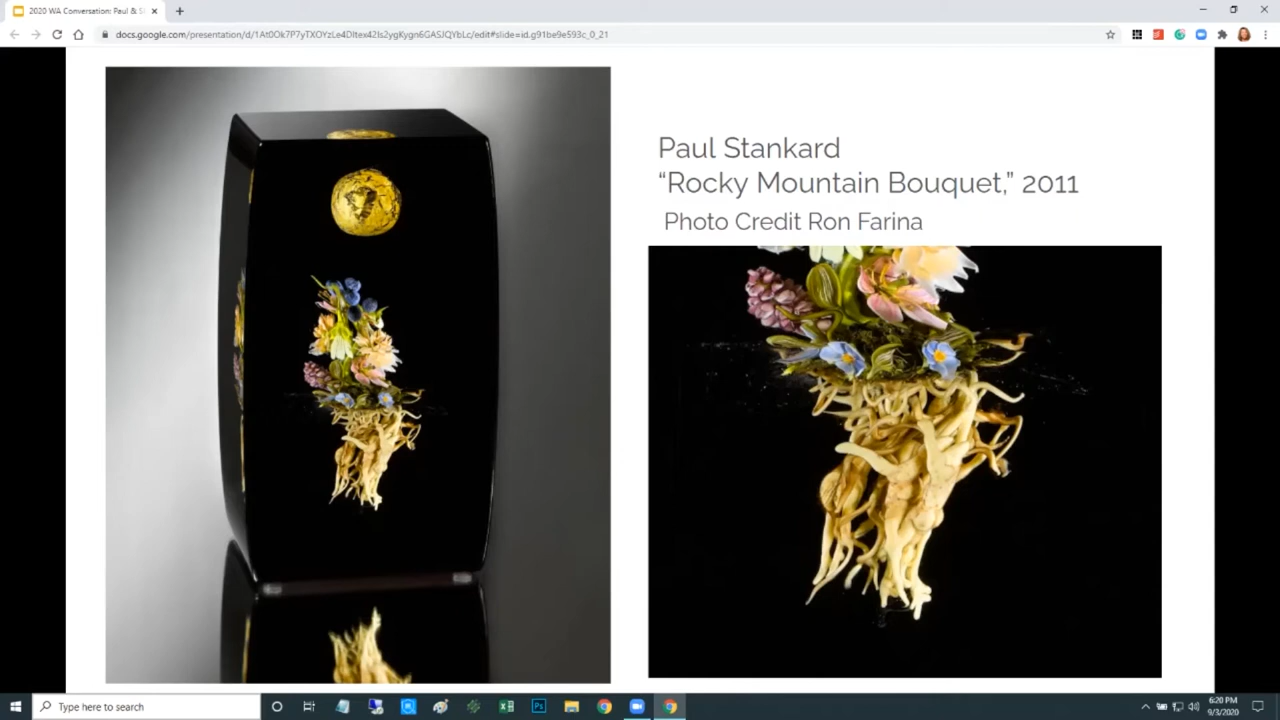 2020 WA Conversation: Paul & S
docs.google.com/presentation/d/1At0Ok7P7yTXOYzLe4DItex42Is2ygKygn6GASJQYbLc/edit#slide=id.g91be9e593c_0_21
Paul Stankard
“Rocky Mountain Bouquet,” 2011
Photo Credit Ron Farina
Type here to search
6:20 PM
9/3/2020